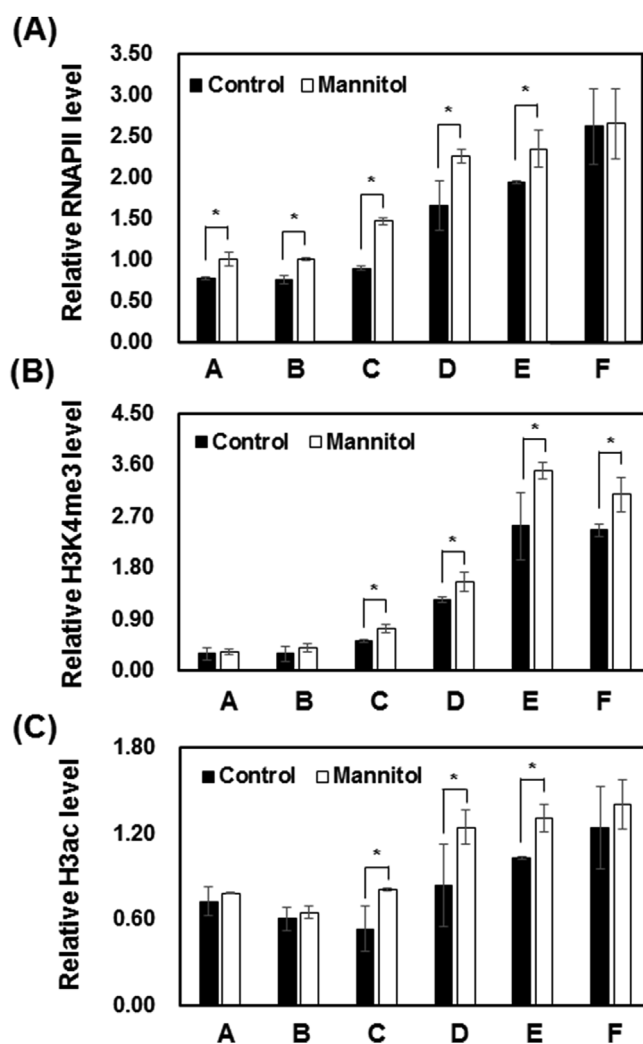 (A)
Relative RNAPII level
3.50
3.00
2.50
2.00
1.50
1.00
0.50
0.00
Control Mannitol
* * * * *
A B C D E F
(B)
Relative H3K4me3 level
4.50
3.60
2.70
1.80
0.90
0.00
Control Mannitol
* * * *
A B C D E F
(C)
Relative H3ac level
1.80
1.20
0.60
0.00
Control Mannitol
* * *
A B C D E F